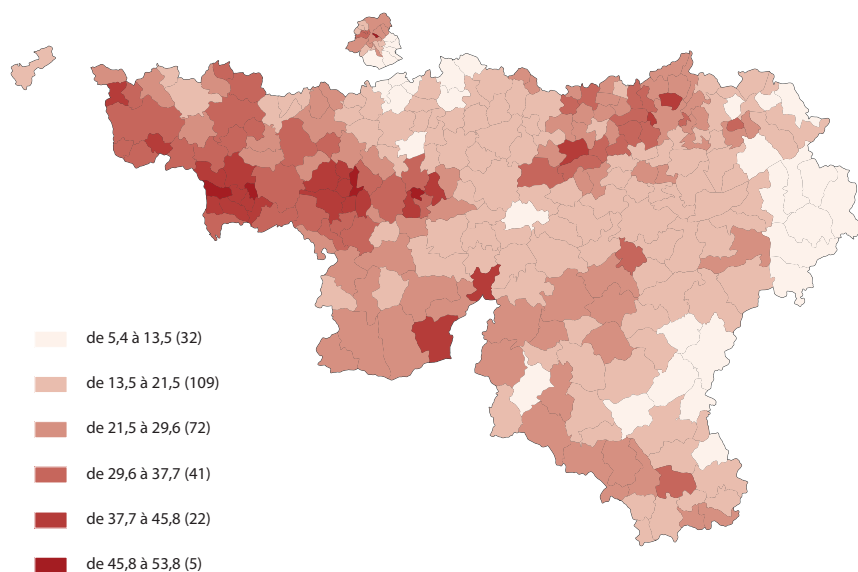 de 5,4 à 13,5 (32)
de 13,5 à 21,5 (109)
de 21,5 à 29,6 (72)
de 29,6 à 37,7 (41)
de 37,7 à 45,8 (22)
de 45,8 à 53,8 (5)